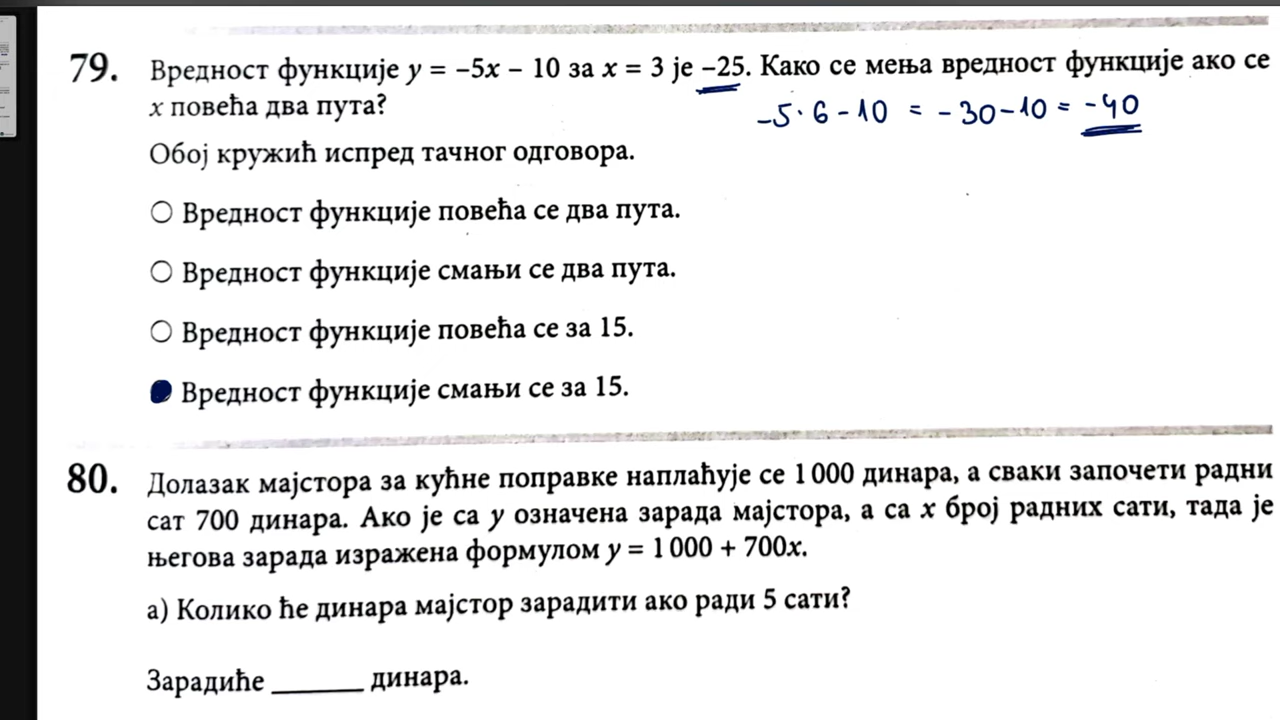 79. Вредност функције y = –5x – 10 за x = 3 је –25. Како се мења вредност функције ако се
x повећа два пута?
-5·6-10 = -30-10 = -40
Обој кружић испред тачног одговора.
Вредност функције повећа се два пута.
Вредност функције смањи се два пута.
Вредност функције повећа се за 15.
Вредност функције смањи се за 15.
80. Долазак мајстора за кућне поправке наплаћује се 1 000 динара, а сваки започети радни
сат 700 динара. Ако је са y означена зарада мајстора, а са x број радних сати, тада је
његова зарада изражена формулом y = 1 000 + 700x.
а) Колико ће динара мајстор зарадити ако ради 5 сати?
Зарадиће ______ динара.